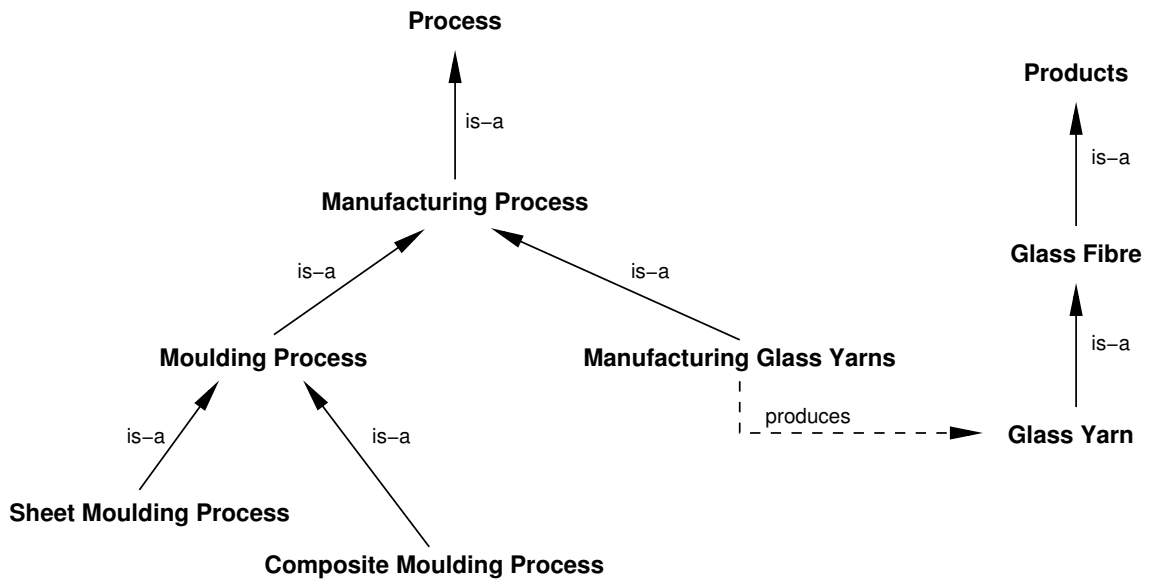 Process
Products
is−a
is−a
Manufacturing Process
Glass Fibre
is−a
is−a
is−a
Moulding Process
Manufacturing Glass Yarns
produces
is−a
is−a
Glass Yarn
Sheet Moulding Process
Composite Moulding Process